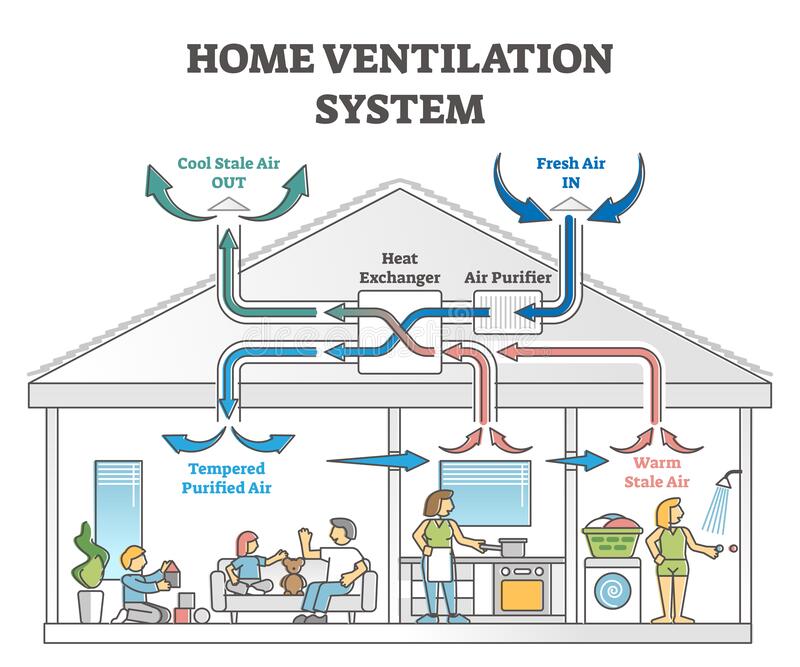 HOME VENTILATION
SYSTEM
Cool Stale Air
OUT
Fresh Air
IN
Heat
Exchanger
Air Purifier
Tempered
Purified Air
Warm
Stale Air